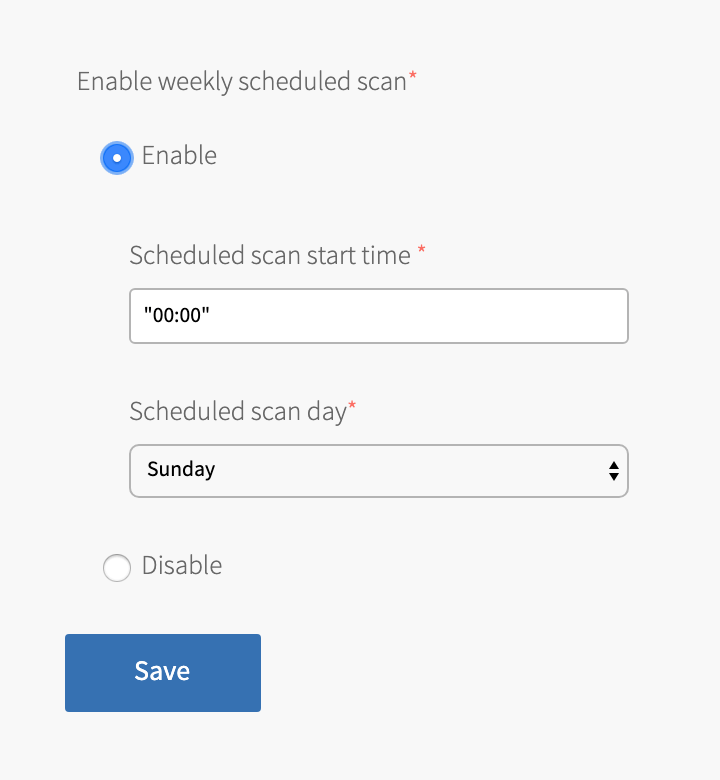 Enable weekly scheduled scan*
Enable
Scheduled scan start time *
"00:00"
Scheduled scan day*
Sunday
Disable
Save